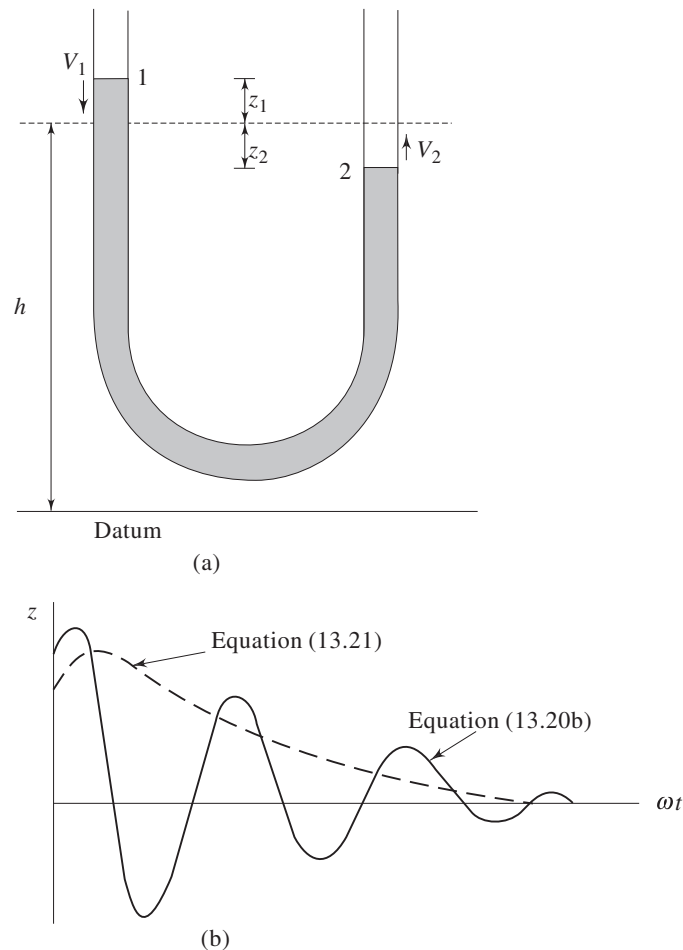 V1
1
z1
z2
V2
2
h
Datum
(a)
z
Equation (13.21)
Equation (13.20b)
ωt
(b)